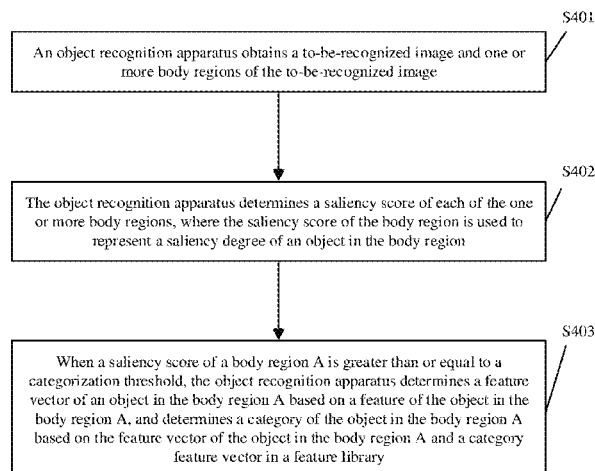 S401
An object recognition apparatus obtains a to-be-recognized image and one or
more body regions of the to-be-recognized image
S402
The object recognition apparatus determines a saliency score of each of the one
or more body regions, where the saliency score of the body region is used to
represent a saliency degree of an object in the body region
S403
When a saliency score of a body region A is greater than or equal to a
categorization threshold, the object recognition apparatus determines a feature
vector of an object in the body region A based on a feature of the object in the
body region A, and determines a category of the object in the body region A
based on the feature vector of the object in the body region A and a category
feature vector in a feature library